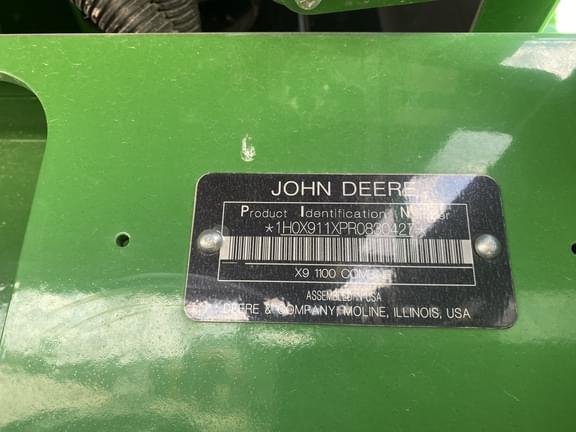 JOHN DEERE
Product Identification Number
*1H0X911XPR0830427
X9 1100 COMBINE
ASSEMBLED IN USA
DEERE & COMPANY, MOLINE, ILLINOIS, USA